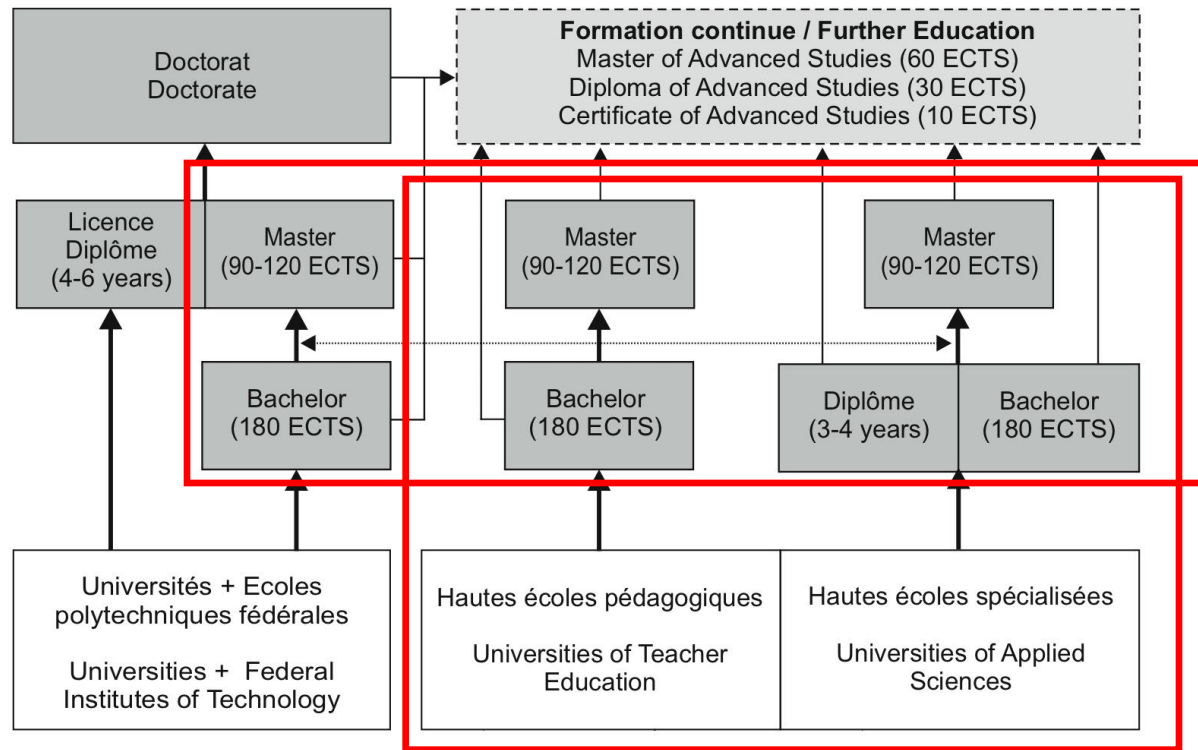 Doctorat
Doctorate
Formation continue / Further Education
Master of Advanced Studies (60 ECTS)
Diploma of Advanced Studies (30 ECTS)
Certificate of Advanced Studies (10 ECTS)
Licence
Diplôme
(4-6 years)
Master
(90-120 ECTS)
Master
(90-120 ECTS)
Master
(90-120 ECTS)
Bachelor
(180 ECTS)
Bachelor
(180 ECTS)
Diplôme
(3-4 years)
Bachelor
(180 ECTS)
Universités + Ecoles
polytechniques fédérales
Universities + Federal
Institutes of Technology
Hautes écoles pédagogiques
Universities of Teacher
Education
Hautes écoles spécialisées
Universities of Applied
Sciences